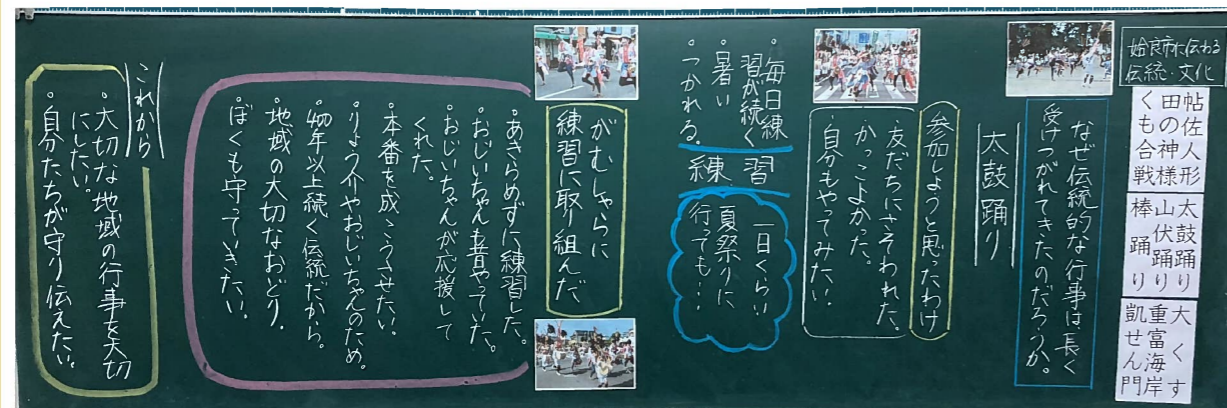 姶良市に伝わる
伝統・文化
帖佐人形
田の神様
くも合戦
太鼓踊り
山伏踊り
棒踊り
大くす
重富海岸
凱せん門
なぜ伝統的な行事は、長く
受けつがれてきたのだろうか。
太鼓踊り
参加しようと思ったわけ
友だちにさそわれた。
かっこよかった。
自分もやってみたい。
・毎日練
習が続く
・暑い
・つかれる。
練習
一日くらい
夏祭りに
行っても…
がむしゃらに
練習に取り組んだ
・あきらめずに練習した。
・おじいちゃんも昔やっていた。
・おじいちゃんが応援して
くれた。
・本番を成こうさせたい。
・りょう介やおじいちゃんのため。
・400年以上続く伝統だから。
・地域の大切なおどり。
・ぼくも守っていきたい。
これから
・大切な地域の行事を大切
にしたい。
・自分たちが守り伝えたい。